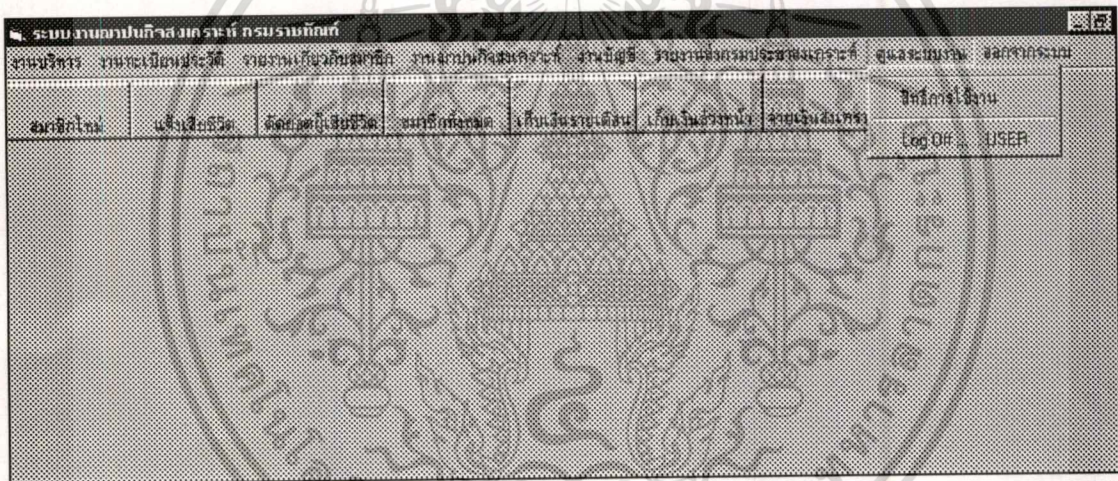 ระบบงานฌาปนกิจสงเคราะห์ กรมราชทัณฑ์
งานบริหาร งานทะเบียนประวัติ รายงานเกี่ยวกับสมาชิก งานฌาปนกิจสงเคราะห์ งานบัญชี รายงานส่งกรมประชาสงเคราะห์ ดูแลระบบงาน ออกจากระบบ
สมาชิกใหม่ แจ้งเสียชีวิต ตัดยอดผู้เสียชีวิต สมาชิกทั้งหมด เก็บเงินรายเดือน เก็บเงินล่วงหน้า จ่ายเงินสงเครา
สิทธิการใช้งาน
Log Off ... USER